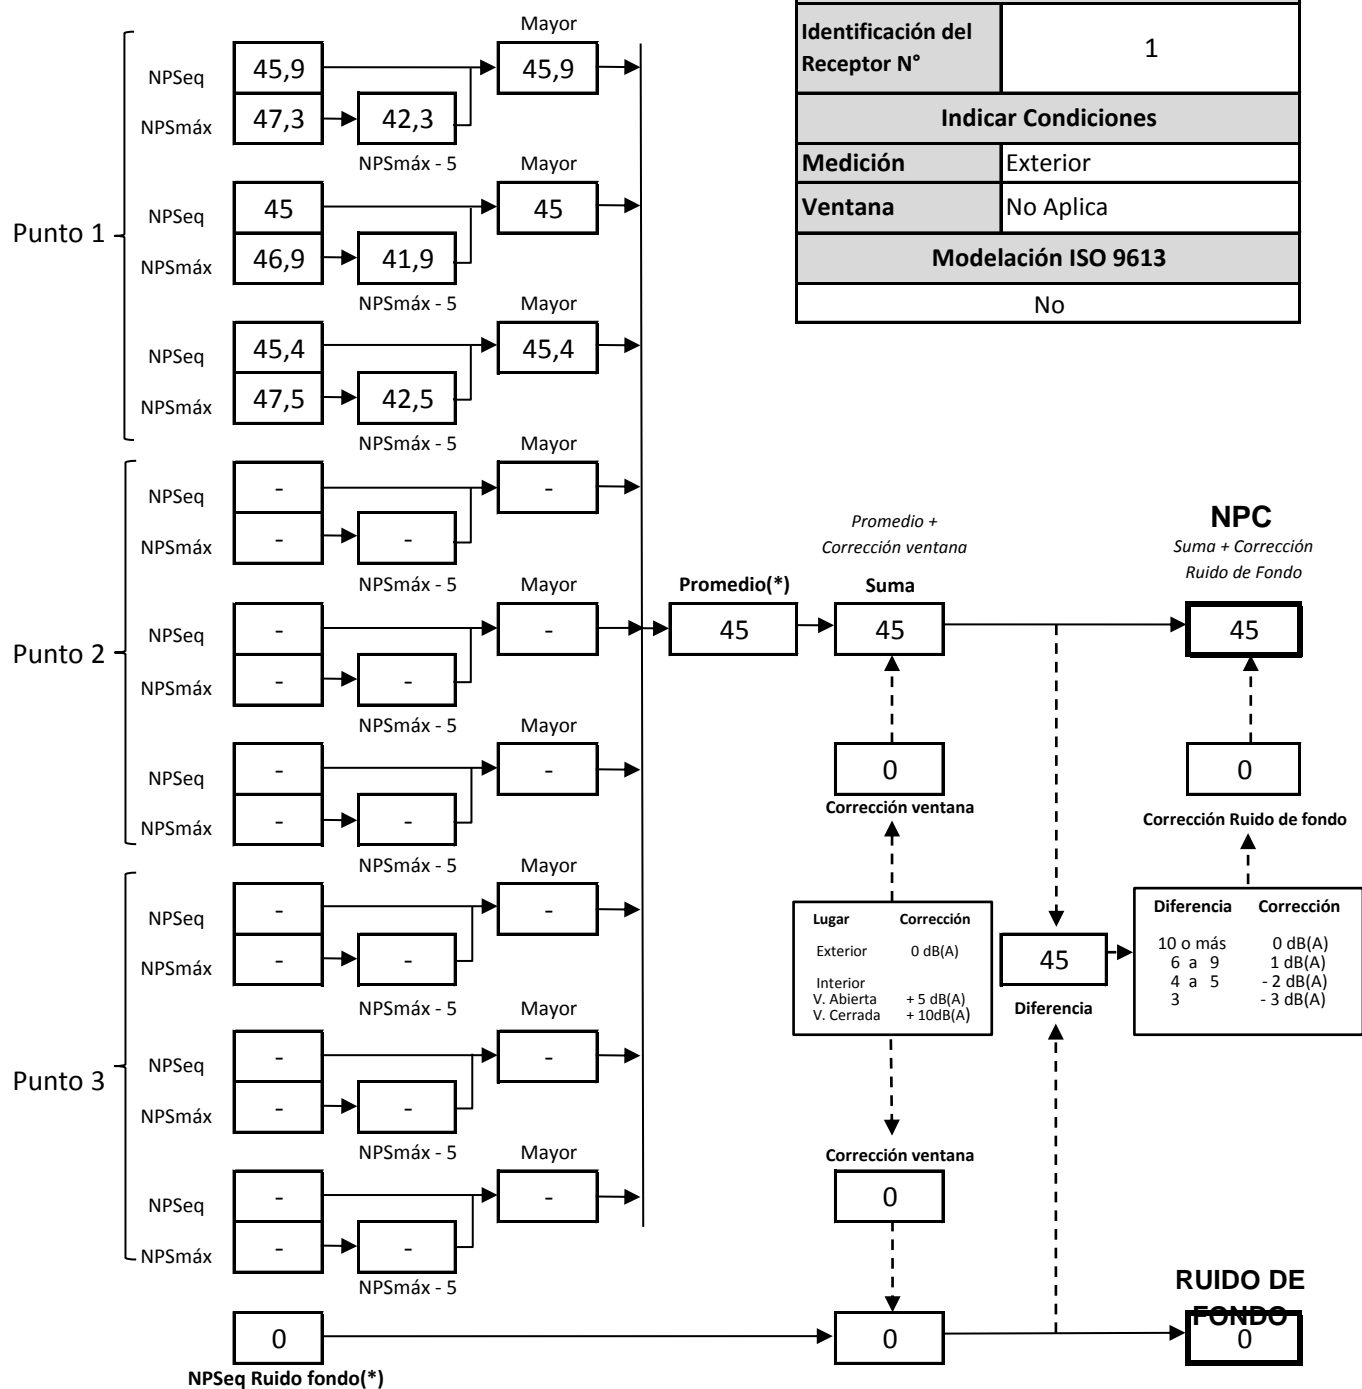 Identificación del
Receptor N°
1
Indicar Condiciones
Medición Exterior
Ventana No Aplica
Modelación ISO 9613
No
Punto 1
Mayor
NPSeq 45,9 45,9
NPSmáx 47,3 42,3
NPSmáx - 5
Mayor
NPSeq 45 45
NPSmáx 46,9 41,9
NPSmáx - 5
Mayor
NPSeq 45,4 45,4
NPSmáx 47,5 42,5
NPSmáx - 5
Punto 2
Mayor
NPSeq - -
NPSmáx - -
NPSmáx - 5
Mayor
NPSeq - -
NPSmáx - -
NPSmáx - 5
Mayor
NPSeq - -
NPSmáx - -
NPSmáx - 5
Punto 3
Mayor
NPSeq - -
NPSmáx - -
NPSmáx - 5
Mayor
NPSeq - -
NPSmáx - -
NPSmáx - 5
Mayor
NPSeq - -
NPSmáx - -
NPSmáx - 5
0
NPSeq Ruido fondo(*)
Promedio(*)
45
Promedio +
Corrección ventana
Suma
45
0
Corrección ventana
Lugar Corrección
Exterior 0 dB(A)
Interior
V. Abierta + 5 dB(A)
V. Cerrada + 10dB(A)
Corrección ventana
0
0
45
Diferencia
NPC
Suma + Corrección
Ruido de Fondo
45
0
Corrección Ruido de fondo
Diferencia Corrección
10 o más 0 dB(A)
6 a 9 1 dB(A)
4 a 5 - 2 dB(A)
3 - 3 dB(A)
RUIDO DE
FONDO
0